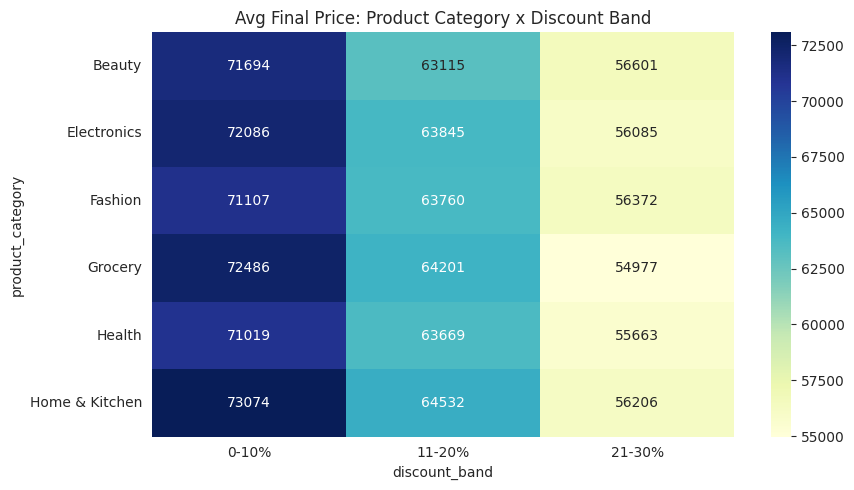 Avg Final Price: Product Category x Discount Band
product_category
Beauty 71694 63115 56601
Electronics 72086 63845 56085
Fashion 71107 63760 56372
Grocery 72486 64201 54977
Health 71019 63669 55663
Home & Kitchen 73074 64532 56206
0-10% 11-20% 21-30%
discount_band
72500
70000
67500
65000
62500
60000
57500
55000